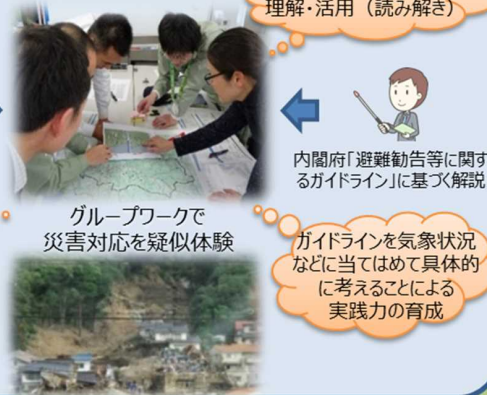 理解・活用（読み解き）
内閣府「避難勧告等に関す
るガイドライン」に基づく解説
グループワークで
災害対応を疑似体験
ガイドラインを気象状況
などに当てはめて具体的
に考えることによる
実践力の育成